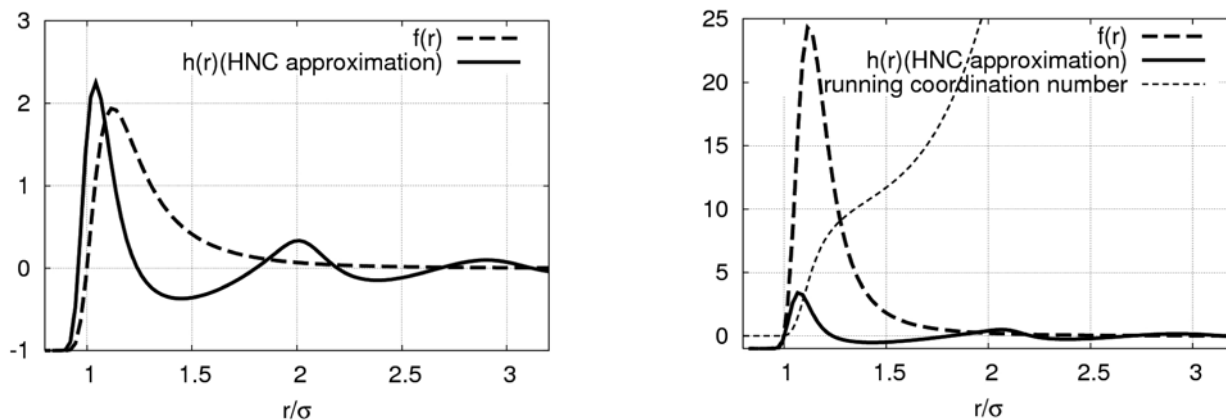 3
f(r)
h(r)(HNC approximation)
2
1
0
-1
1 1.5 2 2.5 3
r/σ
25
f(r)
h(r)(HNC approximation)
running coordination number
20
15
10
5
0
1 1.5 2 2.5 3
r/σ